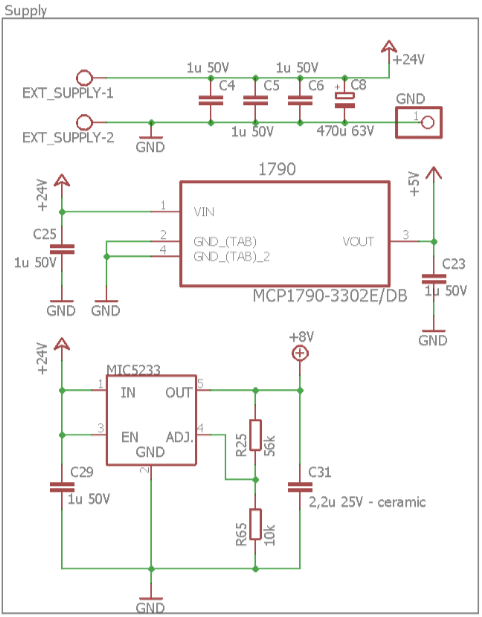 Supply
1u 50V
1u 50V
+24V
C4
C5
C6
C8
+
EXT_SUPPLY-1
GND
1
EXT_SUPPLY-2
1u 50V
470u 63V
GND
1790
+24V
+5V
1
VIN
C25
2
GND_(TAB)
VOUT
3
4
GND_(TAB)_2
1u 50V
C23
1u 50V
MCP1790-3302E/DB
GND
GND
GND
+8V
+24V
MIC5233
1
IN
OUT
5
3
EN
ADJ.
4
GND
2
R25
56k
C29
1u 50V
C31
2,2u 25V - ceramic
R65
10k
GND